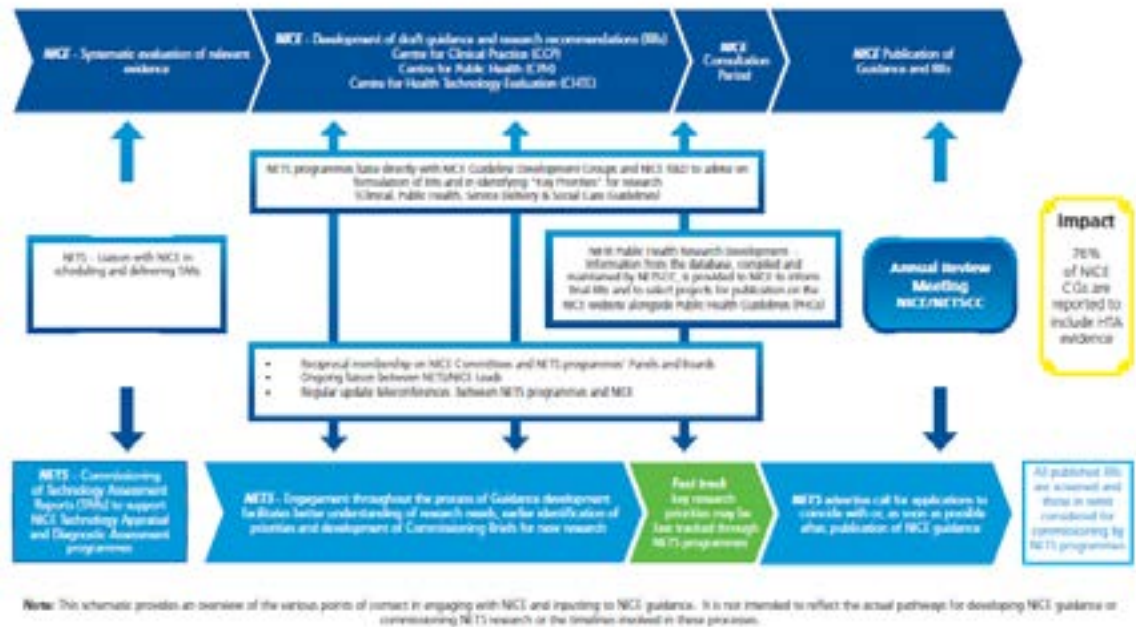 NICE - Systematic evaluation of relevant
evidence
NICE - Development of draft guidance and research recommendations (RRs)
Centre for Clinical Practice (CCP)
Centre for Public Health (CPH)
Centre for Health Technology Evaluation (CHTE)
NICE
Consultation
Period
NICE Publication of
Guidance and RRs
NETS programmes liaise directly with NICE Guideline Development Groups and NICE R&D to advise on
formulation of RRs and in identifying "Key Priorities" for research
(Clinical, Public Health, Service Delivery & Social Care Guidelines)
NETS - Liaison with NICE in
scheduling and delivering TARs
NIHR Public Health Research Development
Information from the database, compiled and
maintained by NETSCC, is provided to NICE to inform
final RRs and to select projects for publication on the
NICE website alongside Public Health Guidelines (PHGs)
Annual Review
Meeting
NICE/NETSCC
Impact
76%
of NICE
CGs are
reported to
include HTA
evidence
• Reciprocal membership on NICE Committees and NETS programmes' Panels and Boards
• Ongoing liaison between NETS/NICE Leads
• Regular update teleconferences between NETS programmes and NICE
NETS - Commissioning
of Technology Assessment
Reports (TARs) to support
NICE Technology Appraisal
and Diagnostic Assessment
programmes
NETS - Engagement throughout the process of Guidance development
facilitates better understanding of research needs, earlier identification of
priorities and development of Commissioning Briefs for new research
Fast track
key research
priorities may be
fast tracked through
NETS programmes
NETS advertise call for applications to
coincide with or, as soon as possible
after, publication of NICE guidance
All published RRs
are screened and
those in remit
considered for
commissioning by
NETS programmes
Note: This schematic provides an overview of the various points of contact in engaging with NICE and inputting to NICE guidance. It is not intended to reflect the actual pathways for developing NICE guidance or
commissioning NETS research or the timelines involved in these processes.